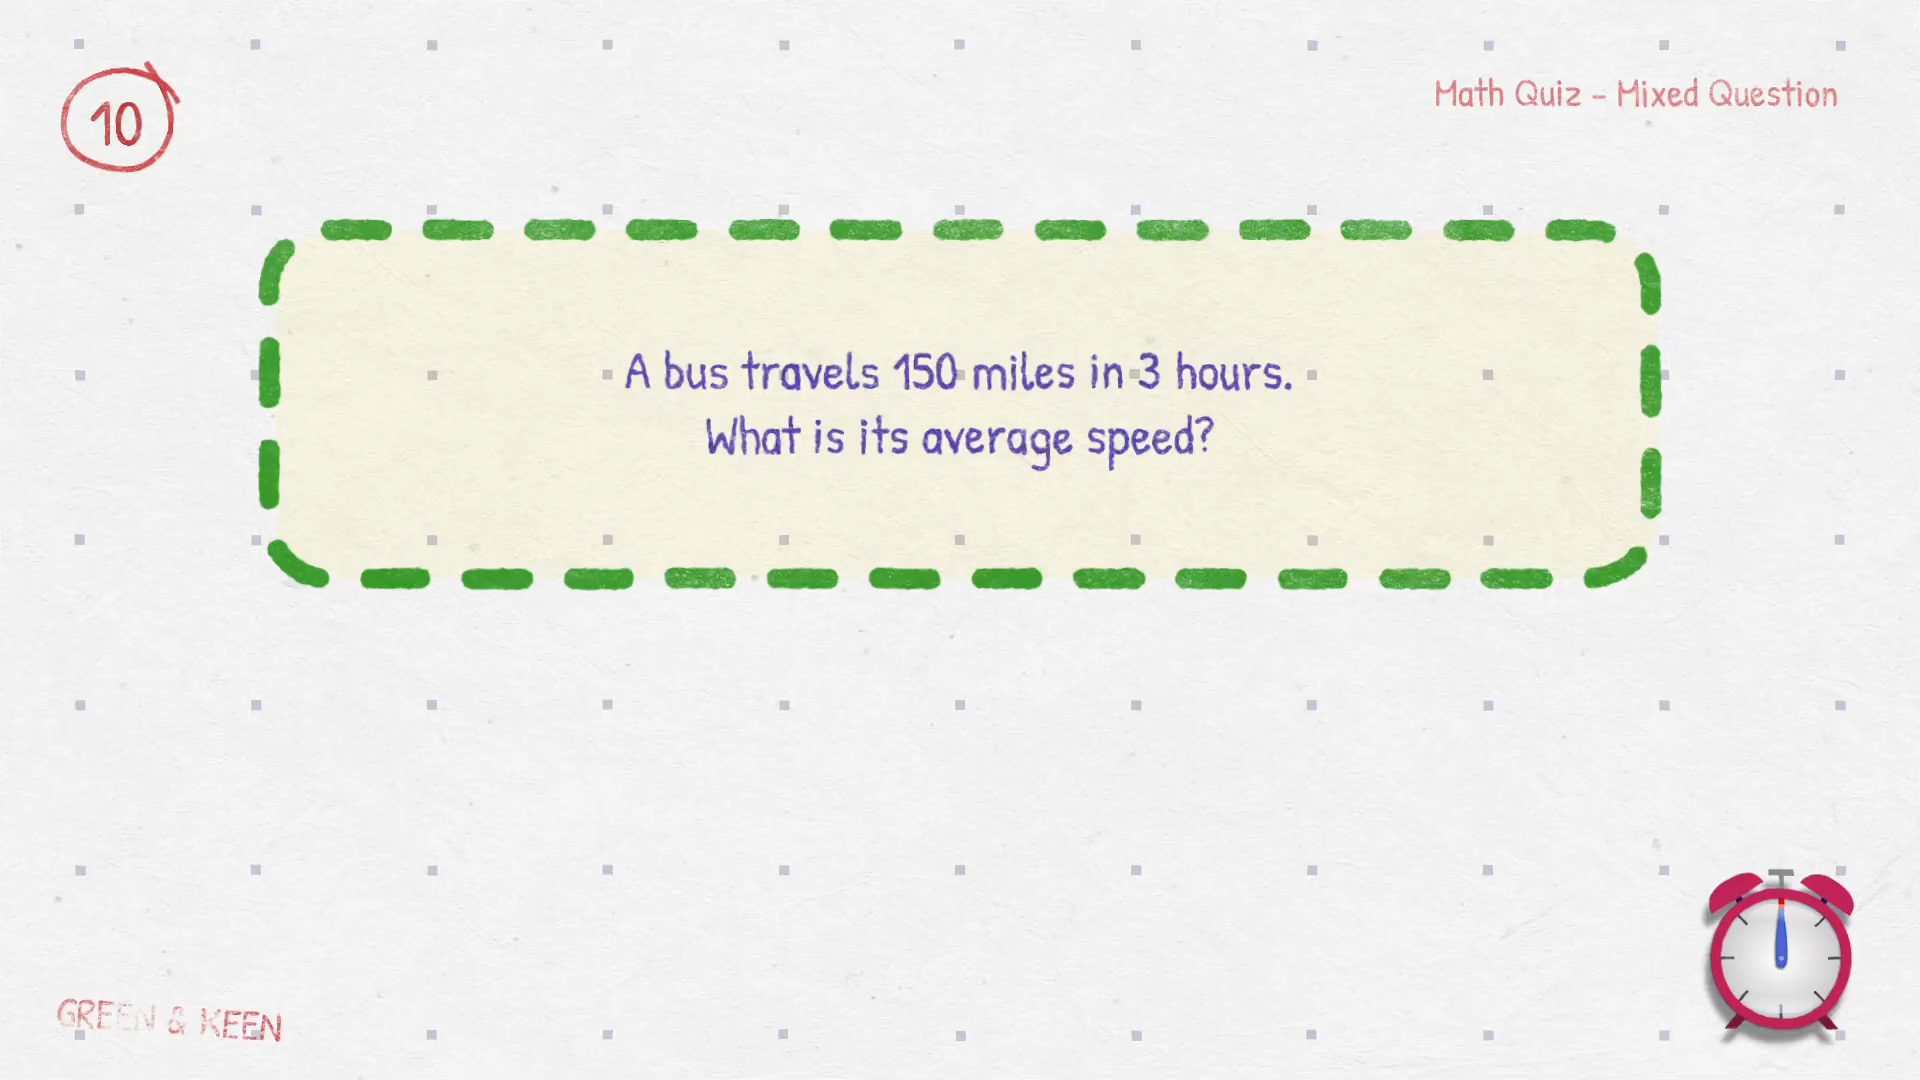 10
Math Quiz - Mixed Question
A bus travels 150 miles in 3 hours.
What is its average speed?
GREEN & KEEN